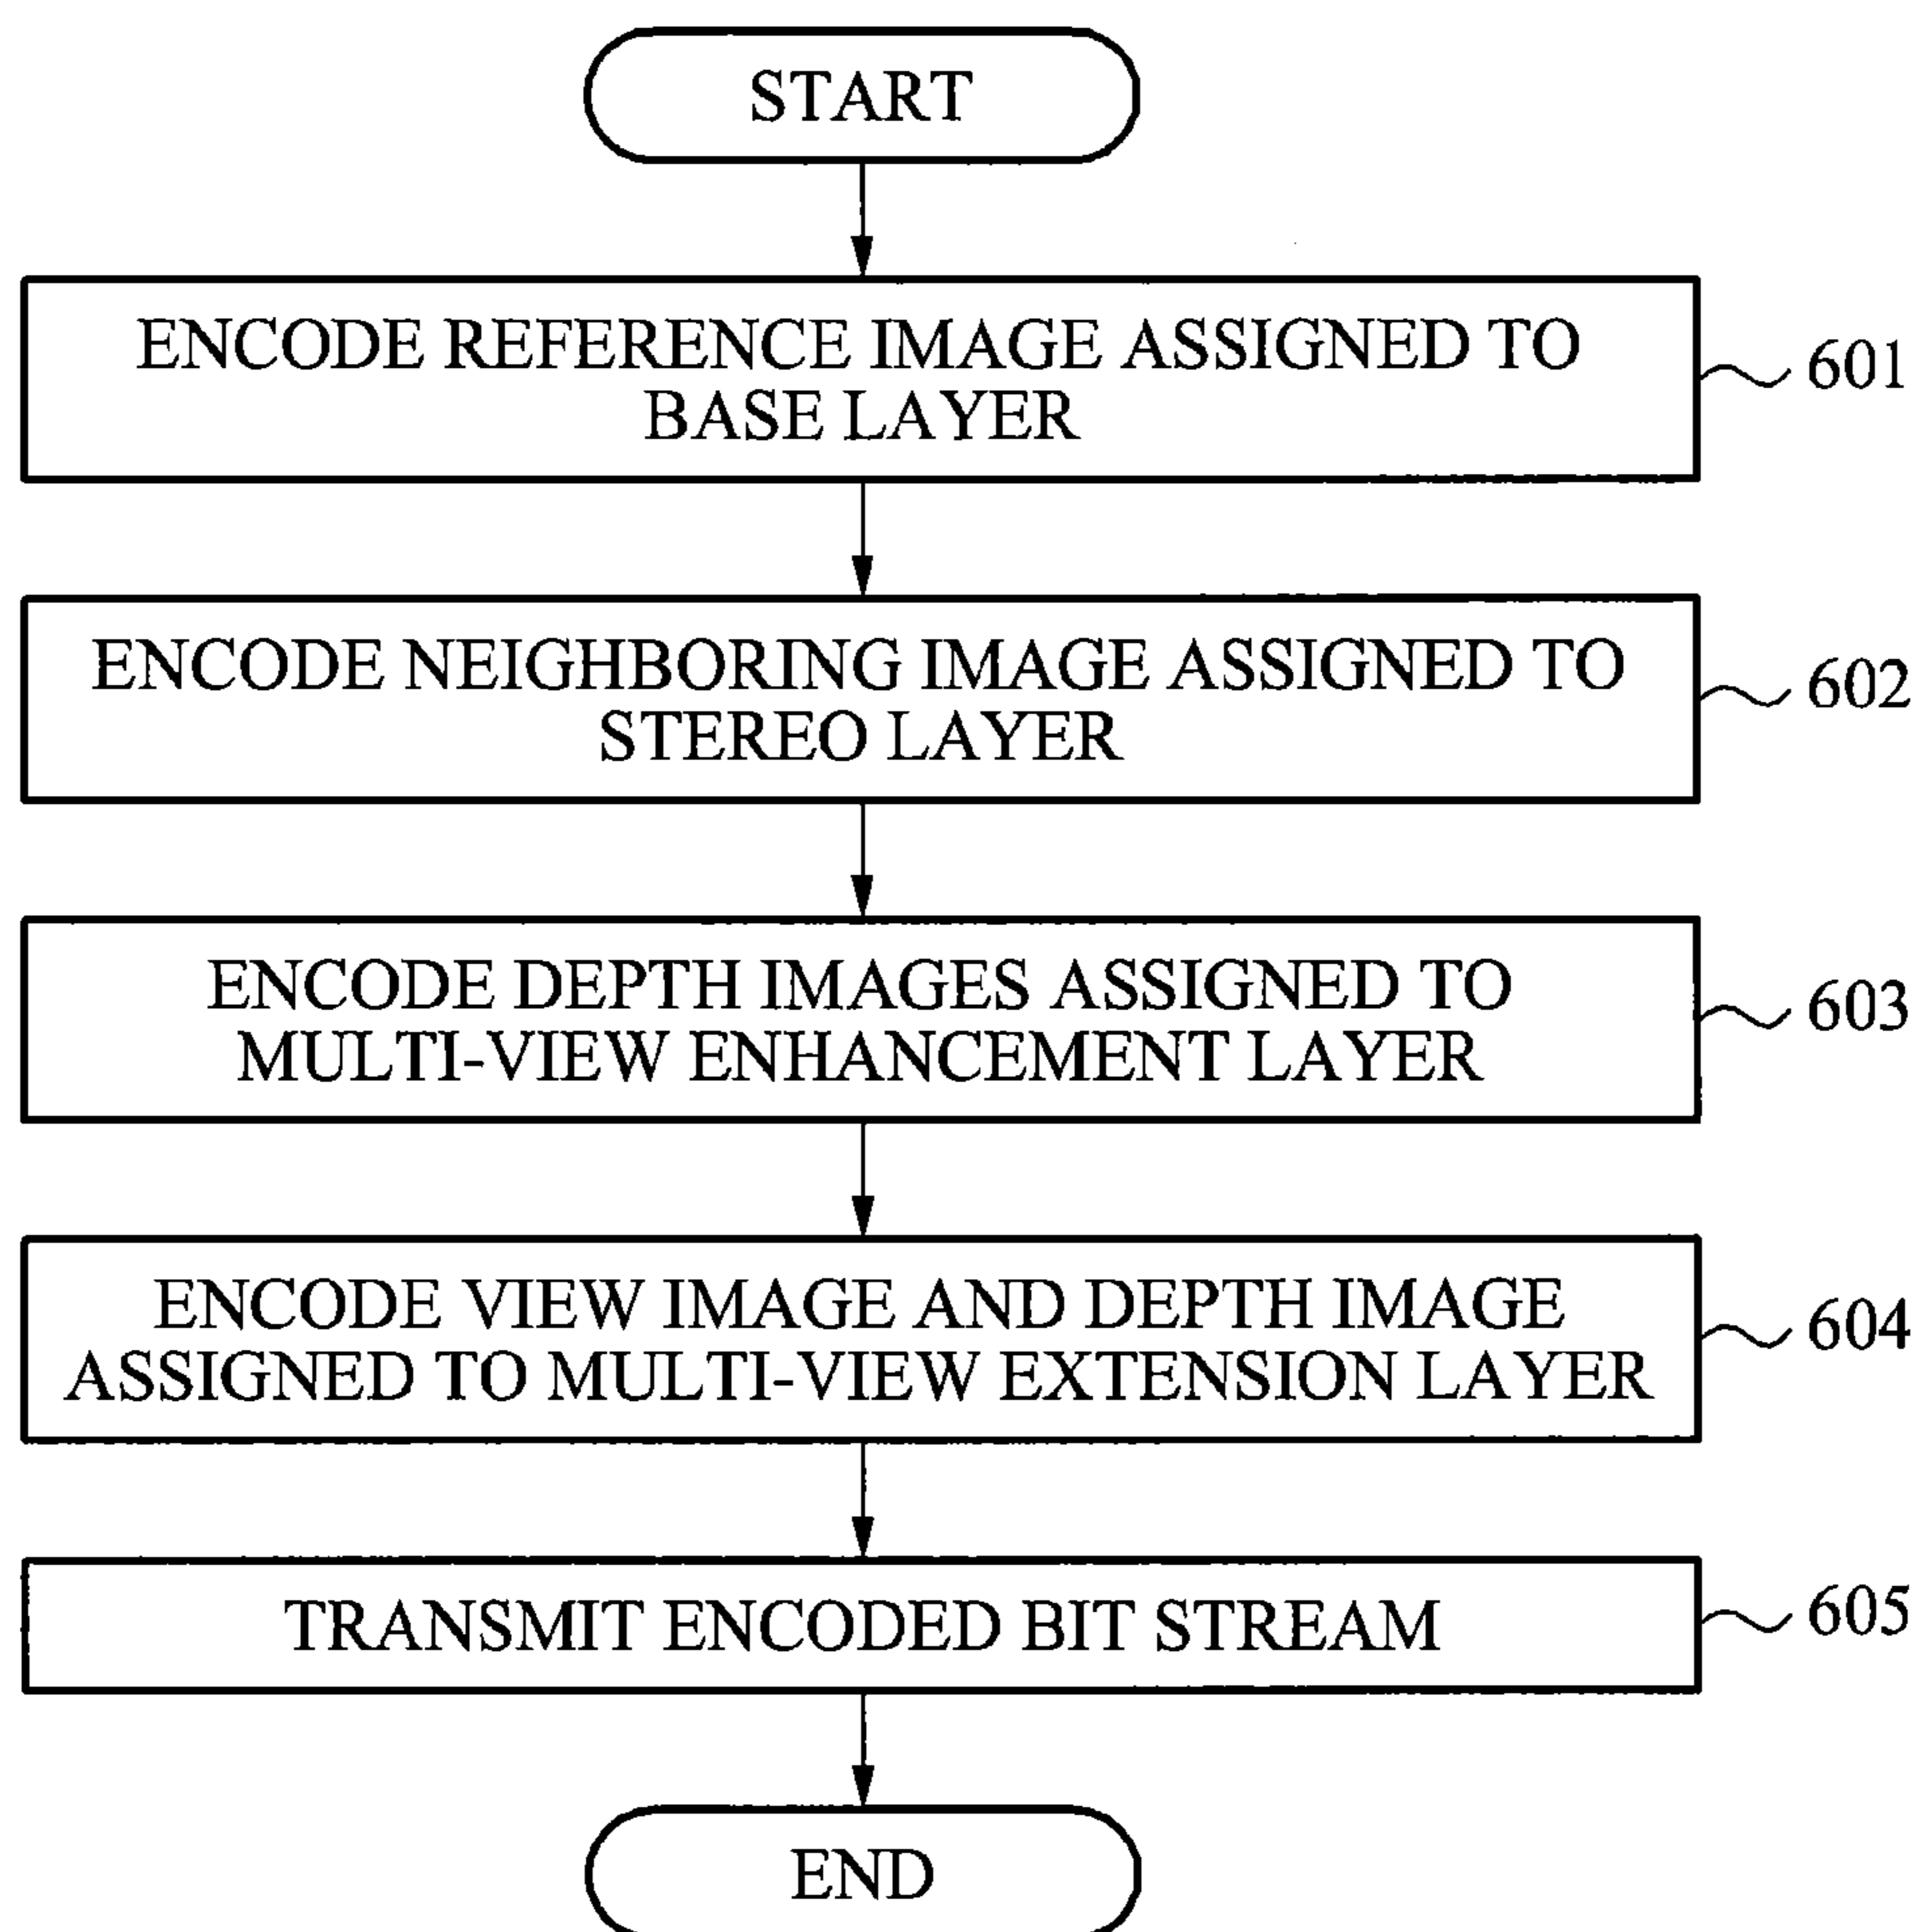 START
ENCODE REFERENCE IMAGE ASSIGNED TO
BASE LAYER
601
ENCODE NEIGHBORING IMAGE ASSIGNED TO
STEREO LAYER
602
ENCODE DEPTH IMAGES ASSIGNED TO
MULTI-VIEW ENHANCEMENT LAYER
603
ENCODE VIEW IMAGE AND DEPTH IMAGE
ASSIGNED TO MULTI-VIEW EXTENSION LAYER
604
TRANSMIT ENCODED BIT STREAM
605
END